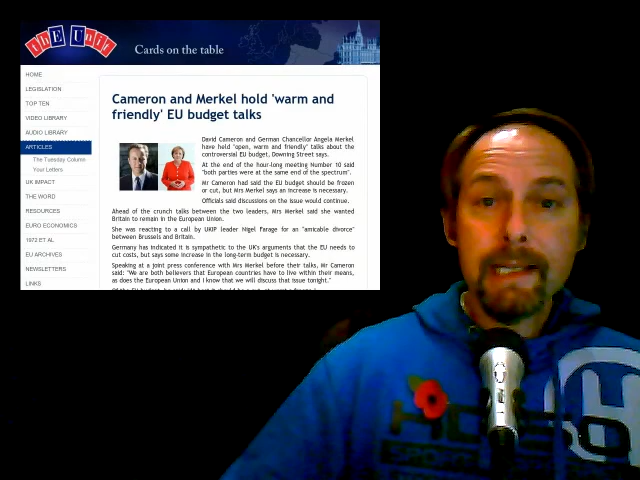 thE Unit
Cards on the table
HOME
LEGISLATION
TOP TEN
VIDEO LIBRARY
AUDIO LIBRARY
ARTICLES
The Tuesday Column
Your Letters
UK IMPACT
THE WORD
RESOURCES
EURO ECONOMICS
1972 ET AL
EU ARCHIVES
NEWSLETTERS
LINKS
Cameron and Merkel hold 'warm and
friendly' EU budget talks
David Cameron and German Chancellor Angela Merkel
have held "open, warm and friendly" talks about the
controversial EU budget, Downing Street says.
At the end of the hour-long meeting Number 10 said
"both parties were at the same end of the spectrum".
Mr Cameron had said the EU budget should be frozen
or cut, but Mrs Merkel says an increase is necessary.
Officials said discussions on the issue would continue.
Ahead of the crunch talks between the two leaders, Mrs Merkel said she wanted
Britain to remain in the European Union.
She was reacting to a call by UKIP leader Nigel Farage for an "amicable divorce"
between Brussels and Britain.
Germany has indicated it is sympathetic to the UK's arguments that the EU needs to
cut costs, but says some increase in the long-term budget is necessary.
Speaking at a joint press conference with Mrs Merkel before their talks, Mr Cameron
said: "We are both believers that European countries have to live within their means,
as does the European Union and I know that we will discuss that issue tonight."